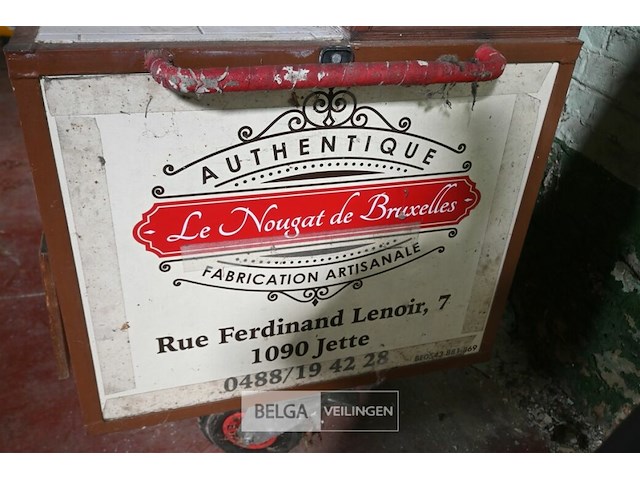 AUTHENTIQUE
Le Nougat de Bruxelles
FABRICATION ARTISANALE
Rue Ferdinand Lenoir, 7
1090 Jette
0488/19 42 28
BELGA VEILINGEN